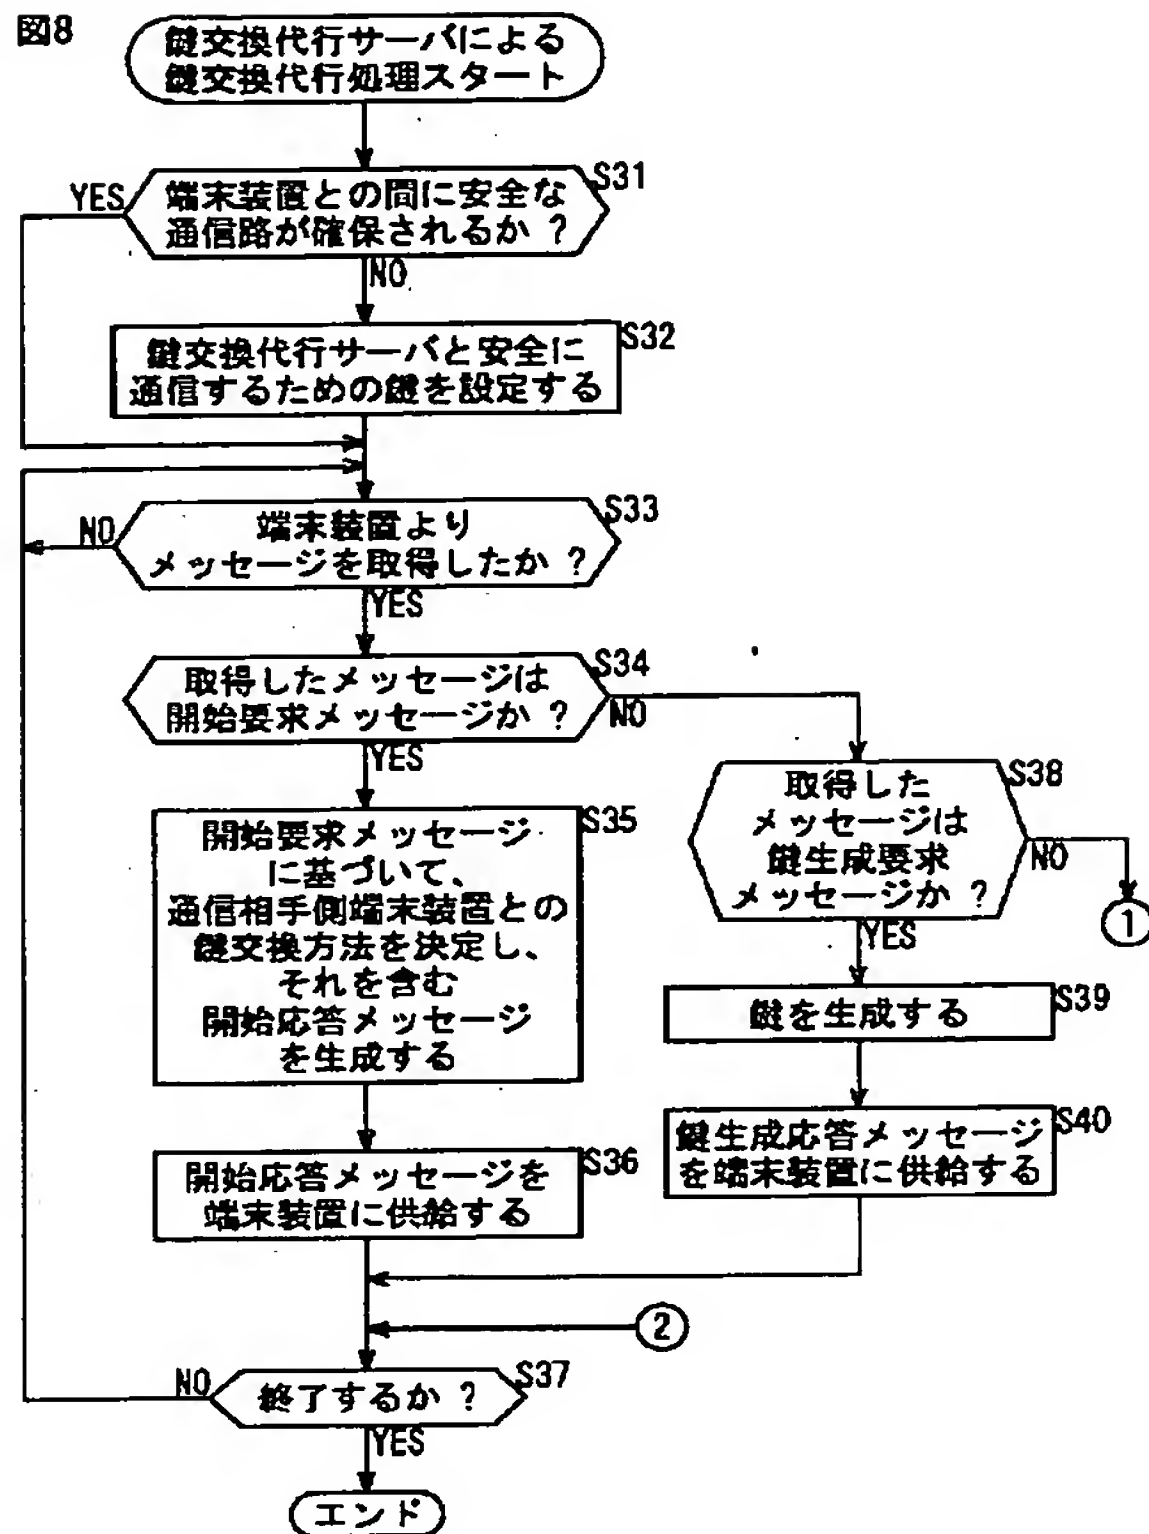 図8
鍵交換代行サーバによる
鍵交換代行処理スタート
S31
YES
端末装置との間に安全な
通信路が確保されるか ?
NO
S32
鍵交換代行サーバと安全に
通信するための鍵を設定する
S33
NO
端末装置より
メッセージを取得したか ?
YES
S34
取得したメッセージは
開始要求メッセージか ?
NO
YES
S35
開始要求メッセージ
に基づいて、
通信相手側端末装置との
鍵交換方法を決定し、
それを含む
開始応答メッセージ
を生成する
S36
開始応答メッセージを
端末装置に供給する
S38
取得した
メッセージは
鍵生成要求
メッセージか ?
NO
1
YES
S39
鍵を生成する
S40
鍵生成応答メッセージ
を端末装置に供給する
2
S37
NO
終了するか ?
YES
エンド